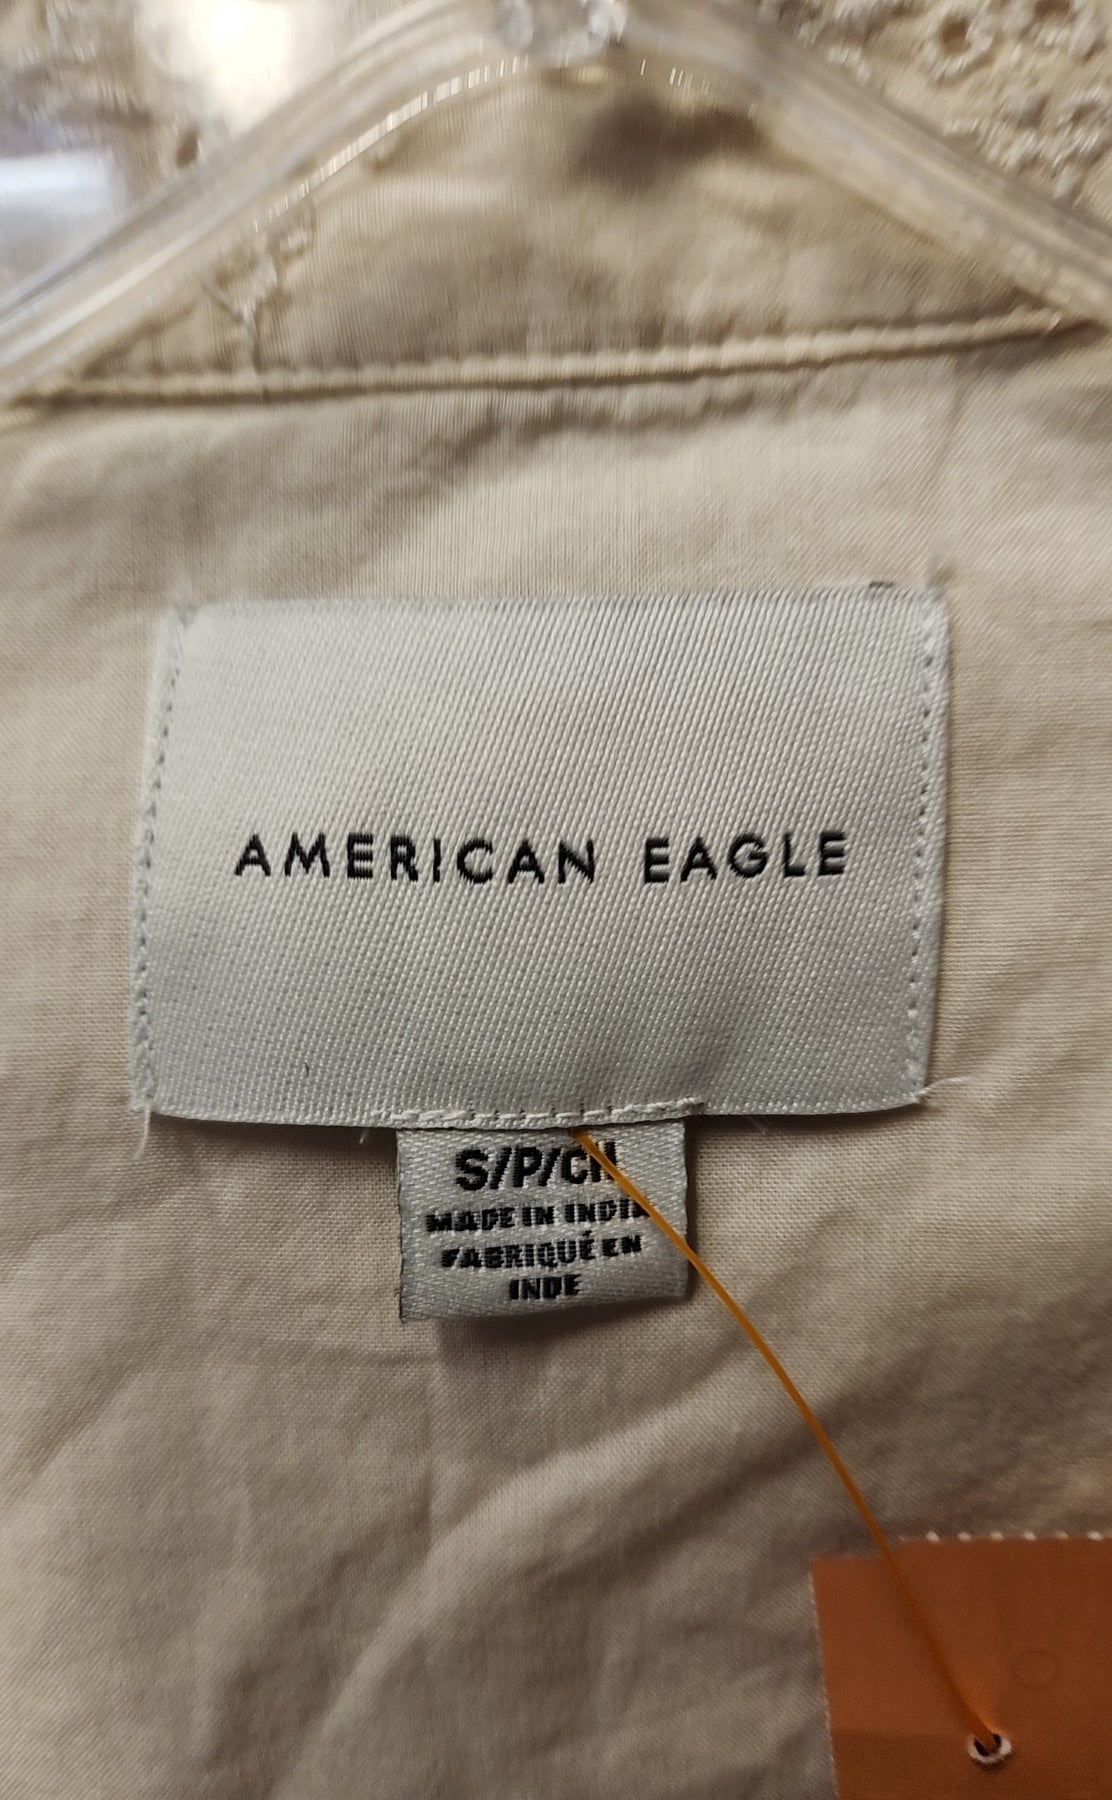 AMERICAN EAGLE
S/P/CH
MADE IN INDIA
FABRIQUÉ EN
INDE